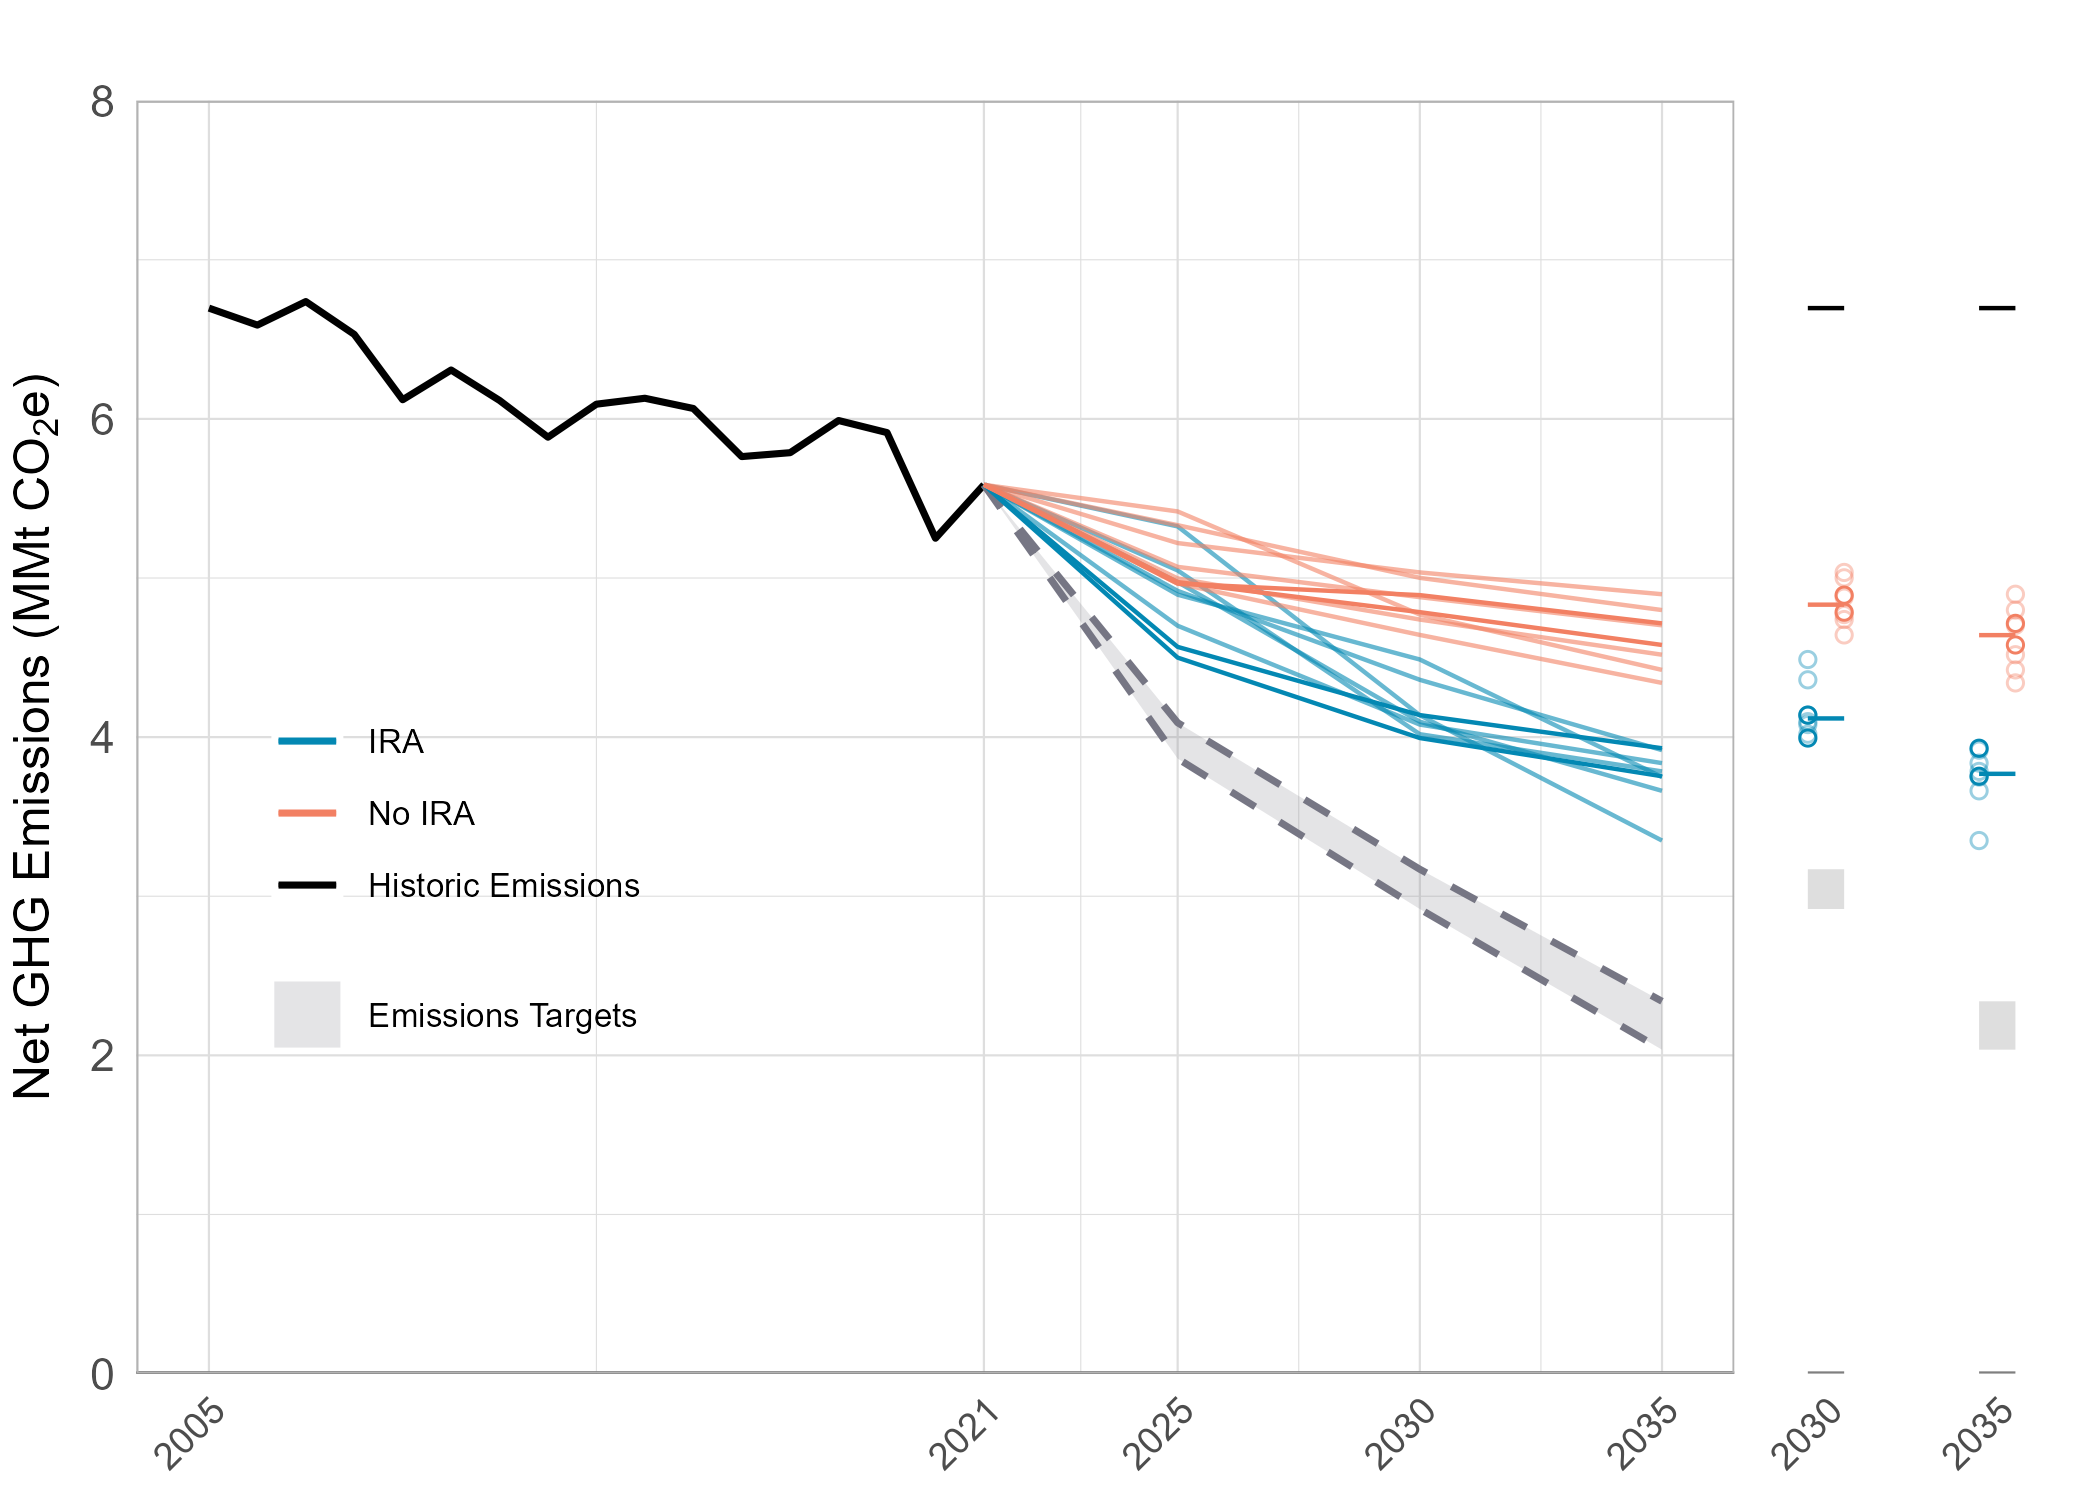 Net GHG Emissions (MMt CO₂e)
8
6
4
2
0
IRA
No IRA
Historic Emissions
Emissions Targets
2005
2021
2025
2030
2035
2030
2035